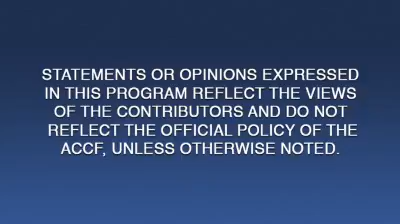 STATEMENTS OR OPINIONS EXPRESSED
IN THIS PROGRAM REFLECT THE VIEWS
OF THE CONTRIBUTORS AND DO NOT
REFLECT THE OFFICIAL POLICY OF THE
ACCF, UNLESS OTHERWISE NOTED.